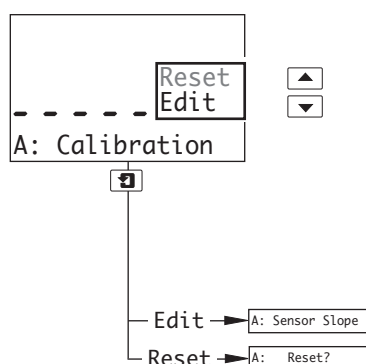 Reset
Edit
A: Calibration
Edit
A: Sensor Slope
Reset
A: Reset?